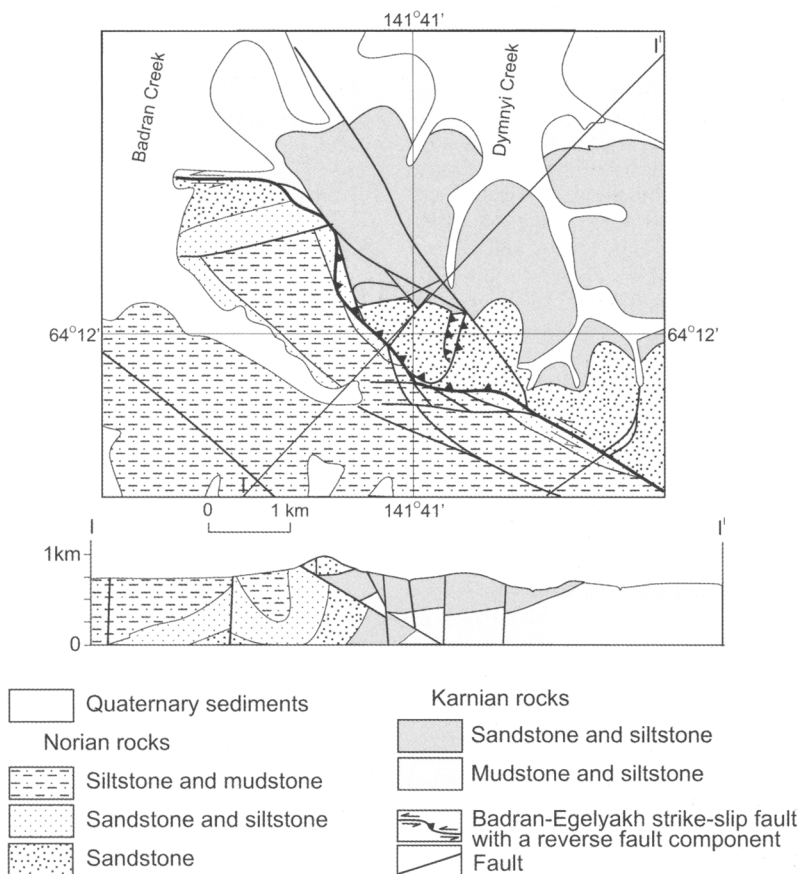 141°41'
I'
Badran Creek
Dymnyi Creek
64°12'
64°12'
I
0 1 km
141°41'
I I'
1km
0
Quaternary sediments
Norian rocks
Siltstone and mudstone
Sandstone and siltstone
Sandstone
Karnian rocks
Sandstone and siltstone
Mudstone and siltstone
Badran-Egelyakh strike-slip fault
with a reverse fault component
Fault